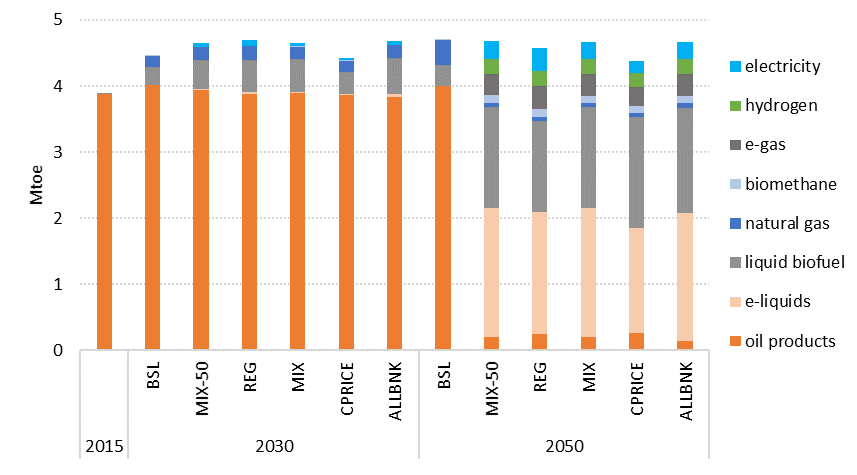 5
4
3
2
1
0
Mtoe
BSL
MIX-50
REG
MIX
CPRICE
ALLBNK
BSL
MIX-50
REG
MIX
CPRICE
ALLBNK
2015
2030
2050
electricity
hydrogen
e-gas
biomethane
natural gas
liquid biofuel
e-liquids
oil products